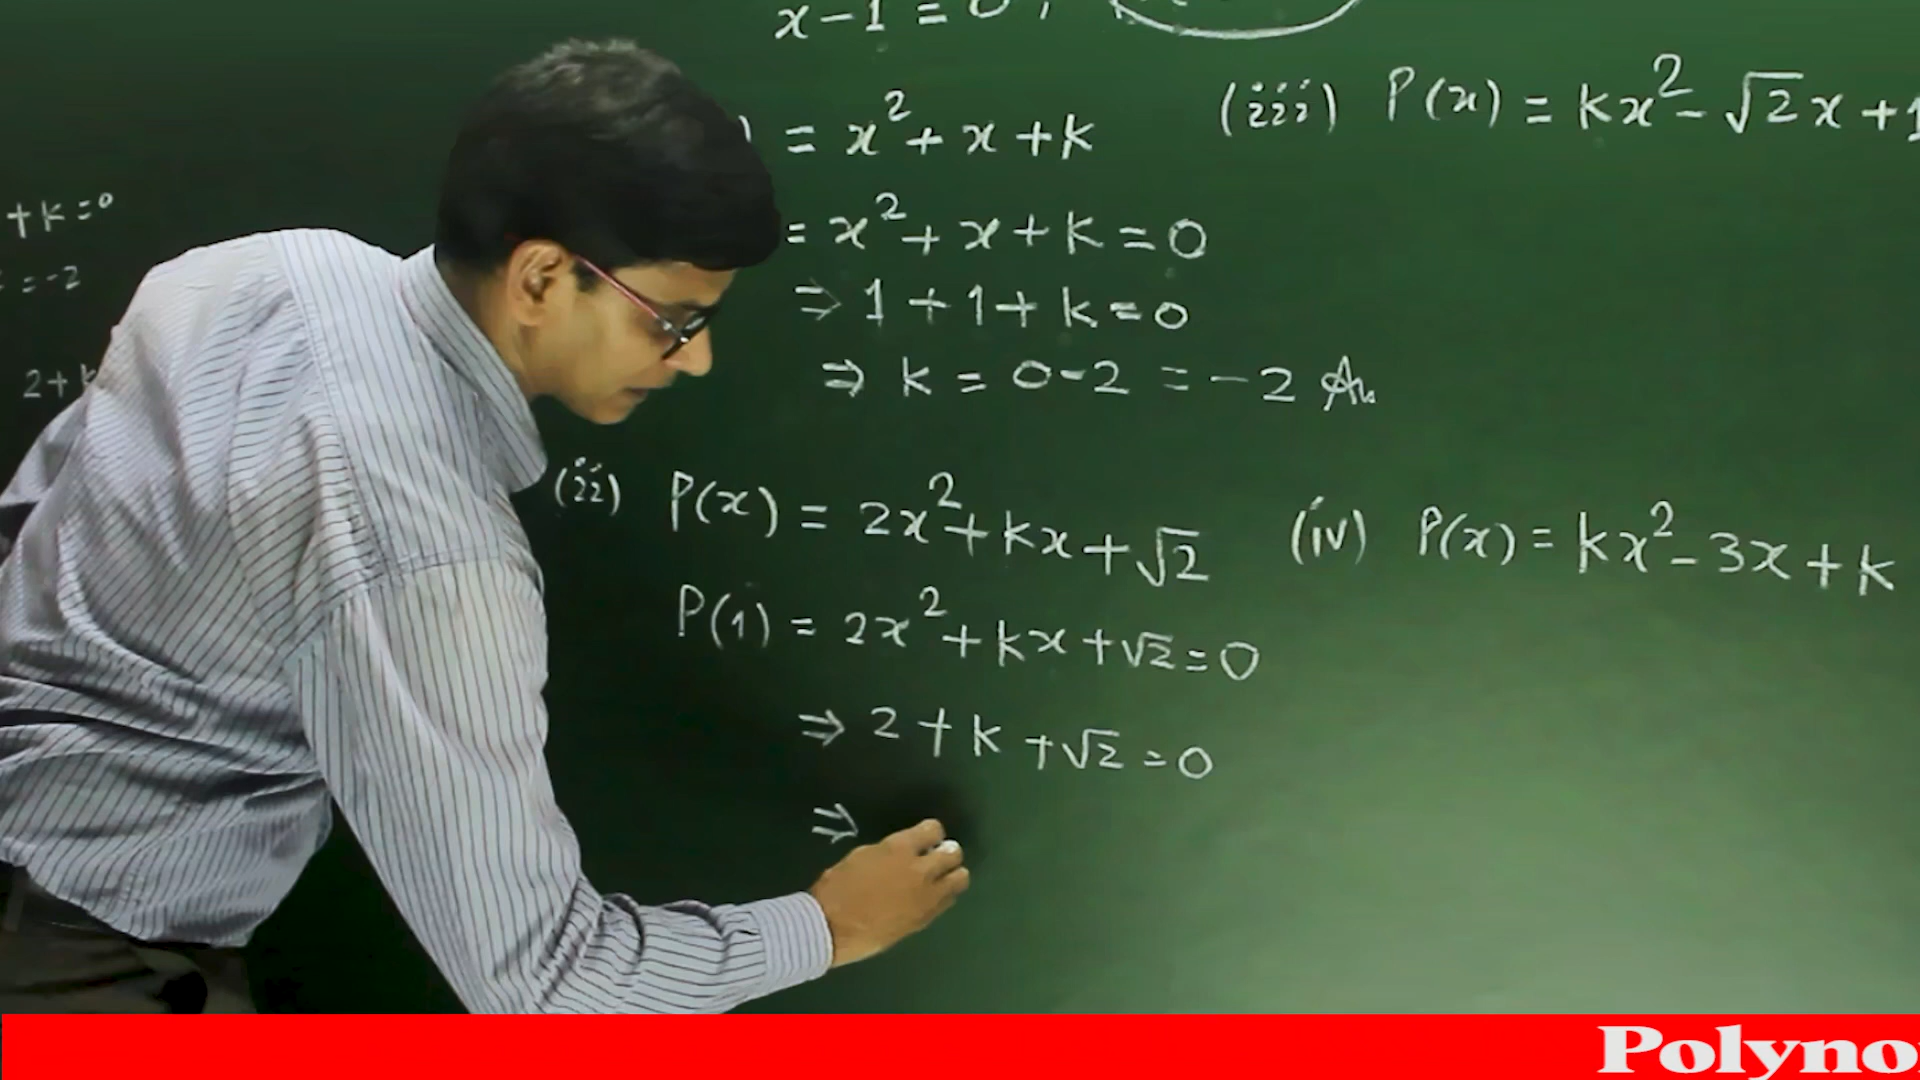 x-1=0,
= x²+x+k
= x²+x+k=0
⇒ 1+1+k=0
⇒ k = 0-2 = -2
(ii) P(x) = 2x²+kx+√2
P(1) = 2x²+kx+√2=0
⇒ 2+k+√2=0
⇒
(iii) P(x) = kx²-√2x+1
(iv) P(x) = kx²-3x+k
+k=0
=-2
2+k
Polyno